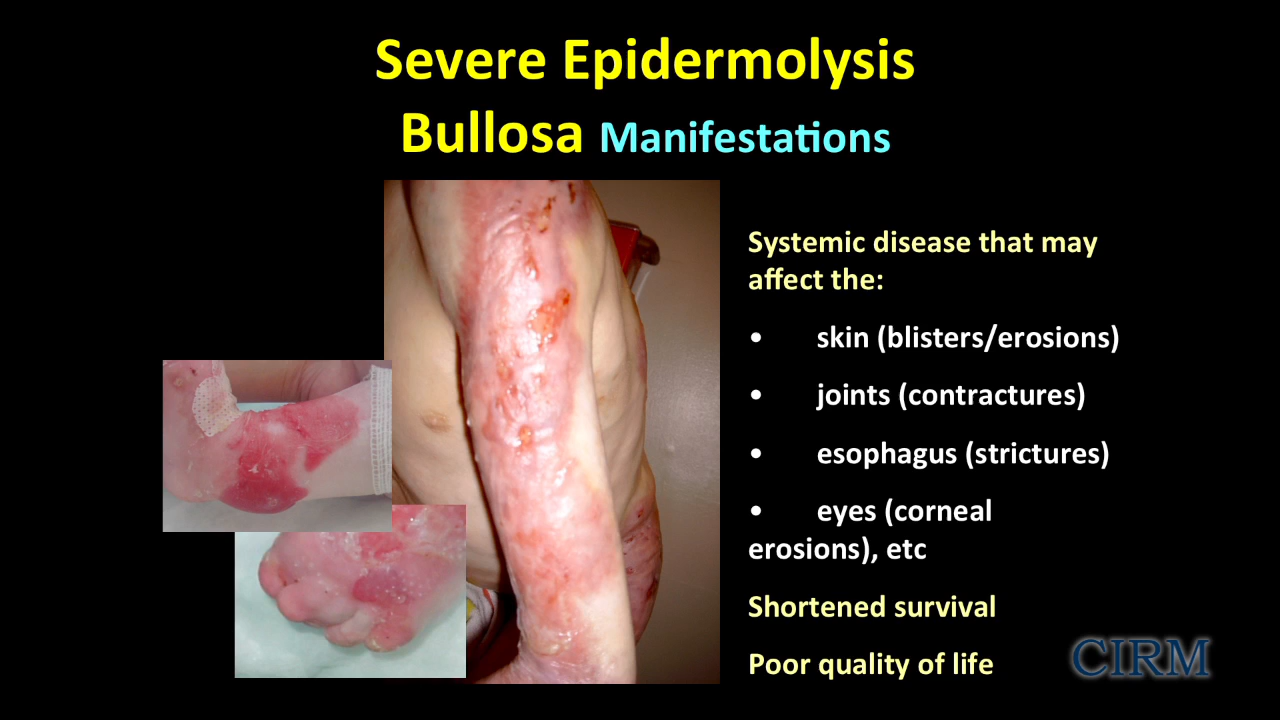 Severe Epidermolysis
Bullosa Manifestations
Systemic disease that may
affect the:
• skin (blisters/erosions)
• joints (contractures)
• esophagus (strictures)
• eyes (corneal
erosions), etc
Shortened survival
Poor quality of life
CIRM